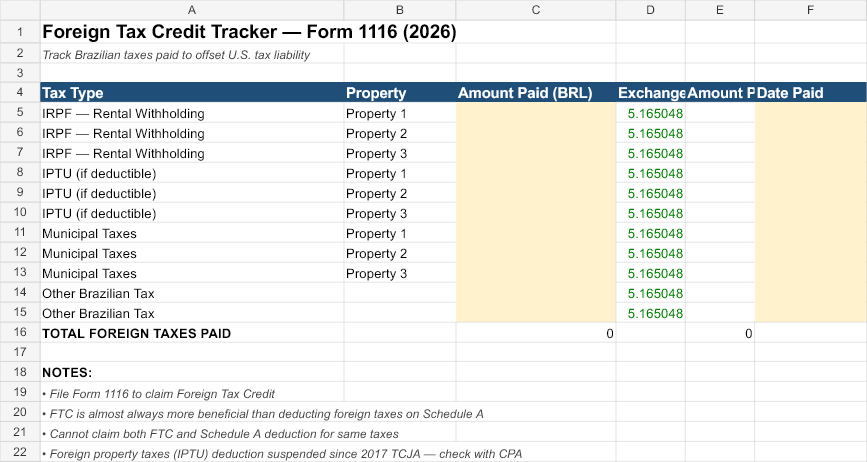 A B C D E F
1 Foreign Tax Credit Tracker — Form 1116 (2026)
2 Track Brazilian taxes paid to offset U.S. tax liability
3
4 Tax Type Property Amount Paid (BRL) Exchange Amount P Date Paid
5 IRPF — Rental Withholding Property 1 5.165048
6 IRPF — Rental Withholding Property 2 5.165048
7 IRPF — Rental Withholding Property 3 5.165048
8 IPTU (if deductible) Property 1 5.165048
9 IPTU (if deductible) Property 2 5.165048
10 IPTU (if deductible) Property 3 5.165048
11 Municipal Taxes Property 1 5.165048
12 Municipal Taxes Property 2 5.165048
13 Municipal Taxes Property 3 5.165048
14 Other Brazilian Tax 5.165048
15 Other Brazilian Tax 5.165048
16 TOTAL FOREIGN TAXES PAID 0 0
17
18 NOTES:
19 • File Form 1116 to claim Foreign Tax Credit
20 • FTC is almost always more beneficial than deducting foreign taxes on Schedule A
21 • Cannot claim both FTC and Schedule A deduction for same taxes
22 • Foreign property taxes (IPTU) deduction suspended since 2017 TCJA — check with CPA